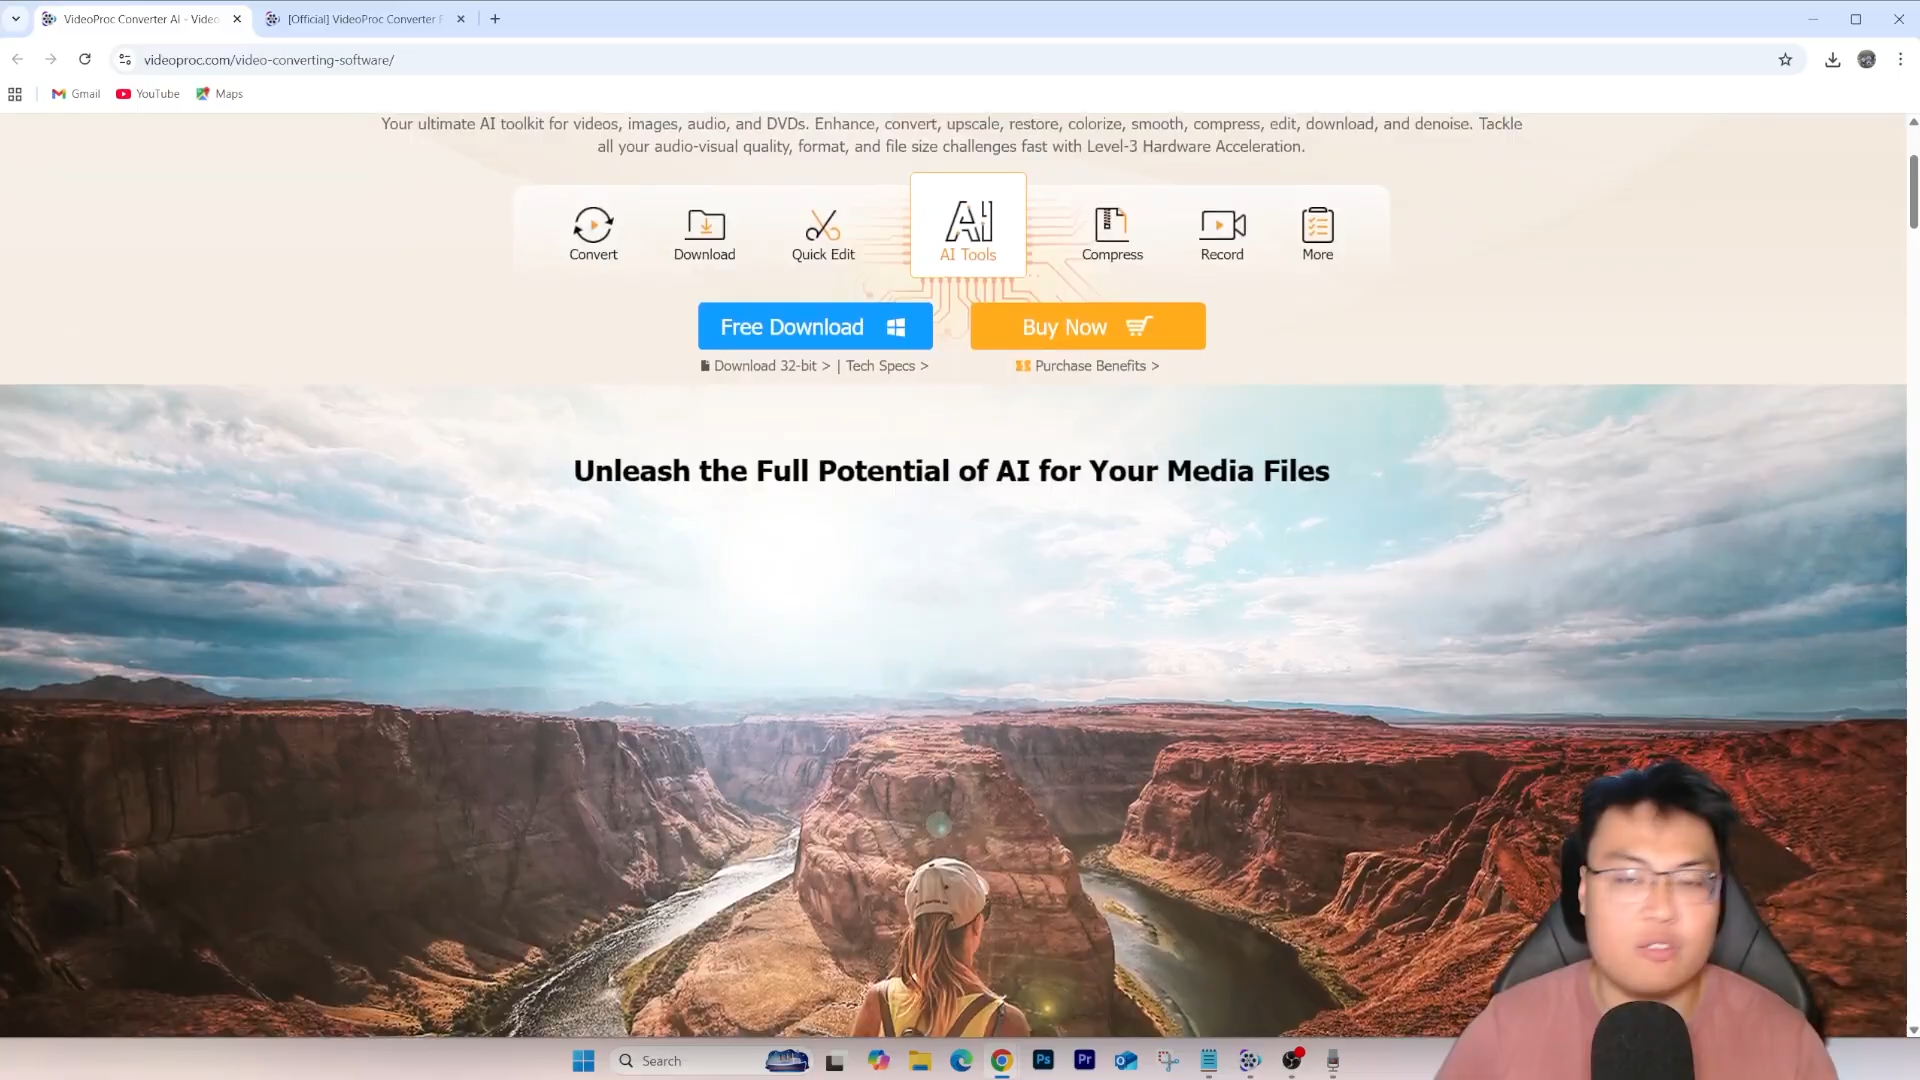 VideoProc Converter AI - Video
[Official] VideoProc Converter
videoproc.com/video-converting-software/
Gmail
YouTube
Maps
Your ultimate AI toolkit for videos, images, audio, and DVDs. Enhance, convert, upscale, restore, colorize, smooth, compress, edit, download, and denoise. Tackle
all your audio-visual quality, format, and file size challenges fast with Level-3 Hardware Acceleration.
AI
Convert
Download
Quick Edit
AI Tools
Compress
Record
More
Free Download
Buy Now
Download 32-bit > | Tech Specs >
Purchase Benefits >
Unleash the Full Potential of AI for Your Media Files
Search
Ps
Pr